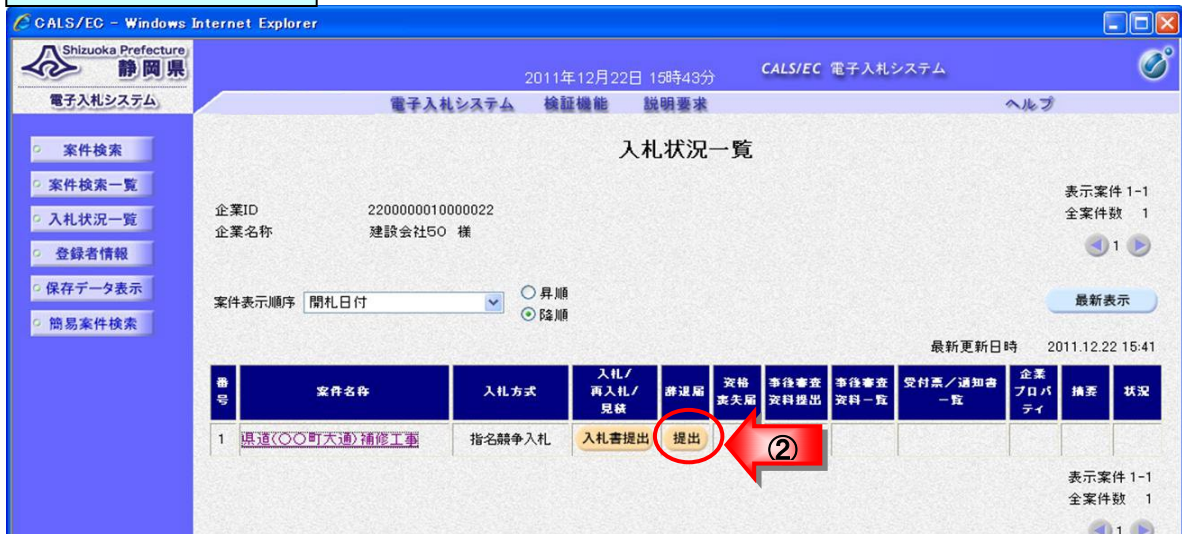 CALS/EC - Windows Internet Explorer
Shizuoka Prefecture
静岡県
電子入札システム
2011年12月22日 15時43分
CALS/EC 電子入札システム
電子入札システム 検証機能 説明要求 ヘルプ
案件検索
案件検索一覧
入札状況一覧
登録者情報
保存データ表示
簡易案件検索
入札状況一覧
企業ID 2200000010000022
企業名称 建設会社50 様
表示案件 1-1
全案件数 1
1
案件表示順序 開札日付
昇順
降順
最新表示
最新更新日時 2011.12.22 15:41
番号 案件名称 入札方式 入札/再入札/見積 辞退届 資格喪失届 事後審査資料提出 事後審査資料一覧 受付票/通知書一覧 企業プロパティ 摘要 状況
1 県道(〇〇町大通)補修工事 指名競争入札 入札書提出 提出
②
表示案件 1-1
全案件数 1
1